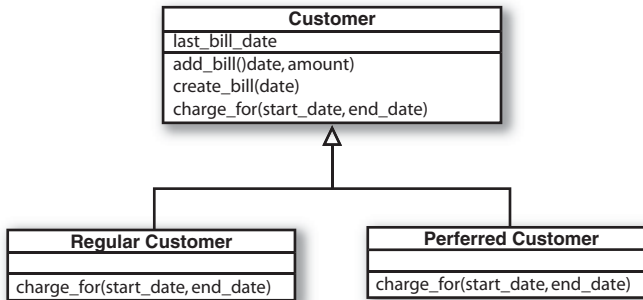 Customer
last_bill_date
add_bill()date, amount)
create_bill(date)
charge_for(start_date, end_date)
Regular Customer
charge_for(start_date, end_date)
Perferred Customer
charge_for(start_date, end_date)